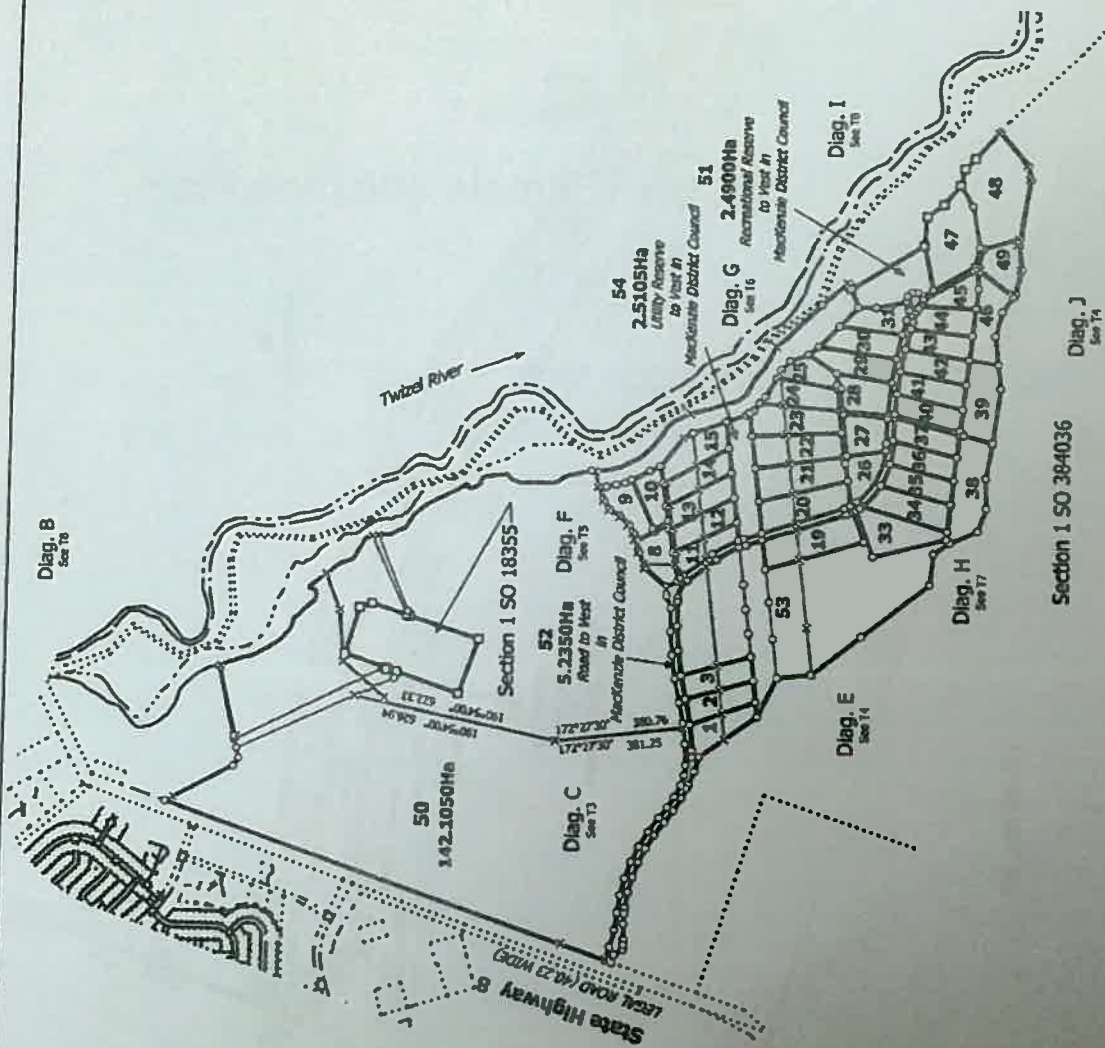 Diag. B
See T6
Twizel River
54
2.5105Ha
Utility Reserve
to Vest in
MacKenzie District Council
Diag. G
See T6
51
2.4900Ha
Recreational Reserve
to Vest in
MacKenzie District Council
Diag. I
See T8
Section 1 SO 18355
622.33
190°54'00"
626.94
190°54'00"
172°27'30"
380.76
172°27'30"
381.25
52
5.2350Ha
Road to Vest
in
MacKenzie District Council
Diag. F
See T5
50
142.1050Ha
Diag. C
See T3
State Highway 8
LEGAL ROAD (40.23 WIDE)
1
2
3
8
9
10
11
12
13
14
15
19
20
21
22
23
24
25
26
27
28
29
30
31
33
34
35
36
37
38
39
40
41
42
43
44
45
46
47
48
49
53
Diag. E
See T4
Diag. H
See T7
Diag. J
See T4
Section 1 SO 384036